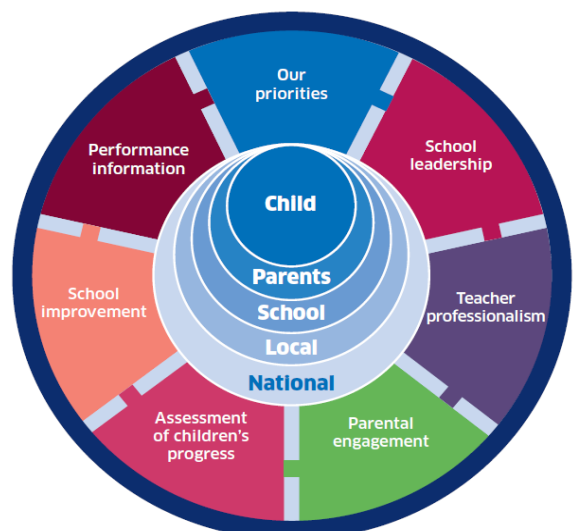 Our
priorities
School
leadership
Teacher
professionalism
Parental
engagement
Assessment
of children's
progress
School
improvement
Performance
information
Child
Parents
School
Local
National